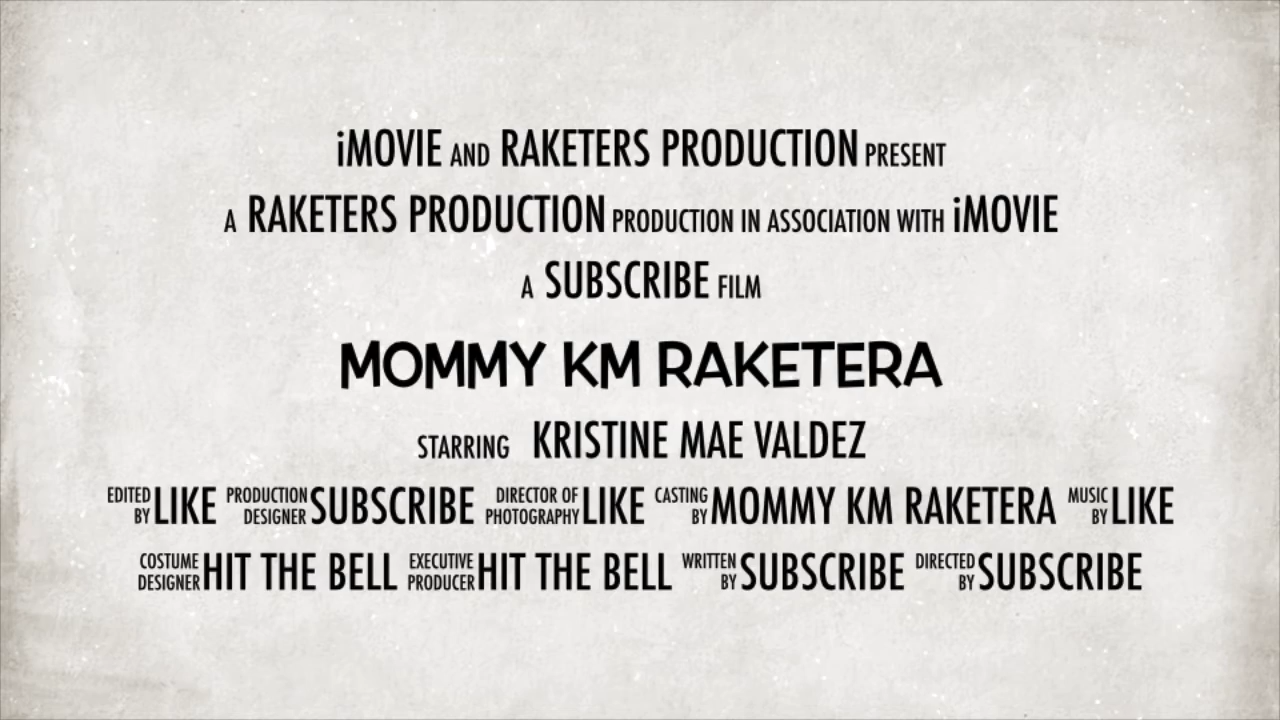 iMOVIE AND RAKETERS PRODUCTION PRESENT
A RAKETERS PRODUCTION PRODUCTION IN ASSOCIATION WITH iMOVIE
A SUBSCRIBE FILM
MOMMY KM RAKETERA
STARRING KRISTINE MAE VALDEZ
EDITED BY LIKE PRODUCTION DESIGNER SUBSCRIBE DIRECTOR OF PHOTOGRAPHY LIKE CASTING BY MOMMY KM RAKETERA MUSIC BY LIKE
COSTUME DESIGNER HIT THE BELL EXECUTIVE PRODUCER HIT THE BELL WRITTEN BY SUBSCRIBE DIRECTED BY SUBSCRIBE